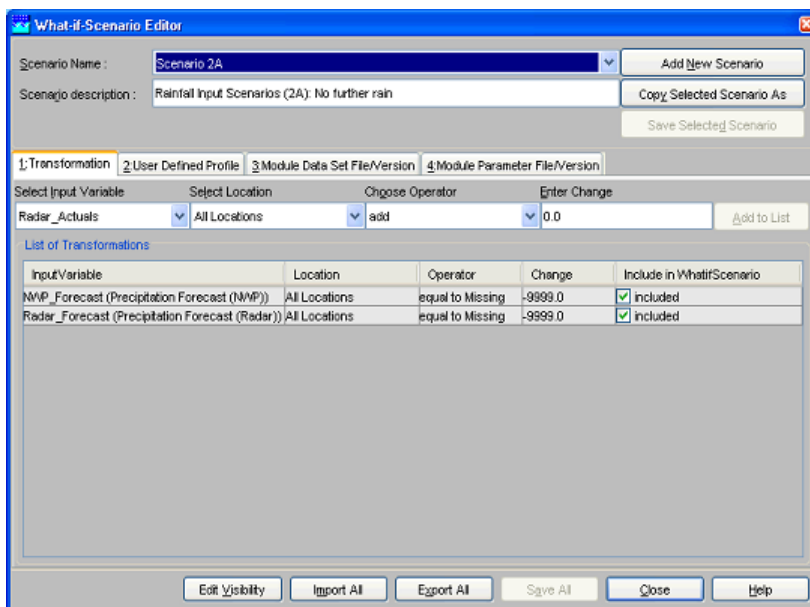 What-if-Scenario Editor
Scenario Name : Scenario 2A Add New Scenario
Scenario description : Rainfall Input Scenarios (2A): No further rain Copy Selected Scenario As
Save Selected Scenario
1:Transformation 2:User Defined Profile 3:Module Data Set File/Version 4:Module Parameter File/Version
Select Input Variable Select Location Choose Operator Enter Change
Radar_Actuals All Locations add 0.0 Add to List
List of Transformations
InputVariable Location Operator Change Include in WhatifScenario
NWP_Forecast (Precipitation Forecast (NWP)) All Locations equal to Missing -9999.0 included
Radar_Forecast (Precipitation Forecast (Radar)) All Locations equal to Missing -9999.0 included
Edit Visibility Import All Export All Save All Close Help